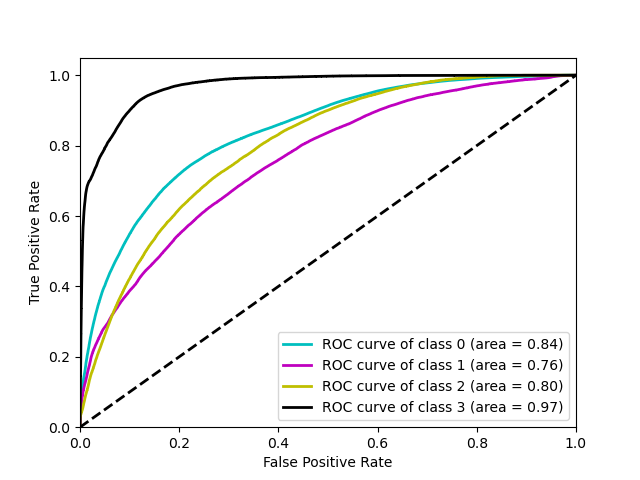 1.0
0.8
0.6
0.4
0.2
0.0
True Positive Rate
ROC curve of class 0 (area = 0.84)
ROC curve of class 1 (area = 0.76)
ROC curve of class 2 (area = 0.80)
ROC curve of class 3 (area = 0.97)
0.0 0.2 0.4 0.6 0.8 1.0
False Positive Rate